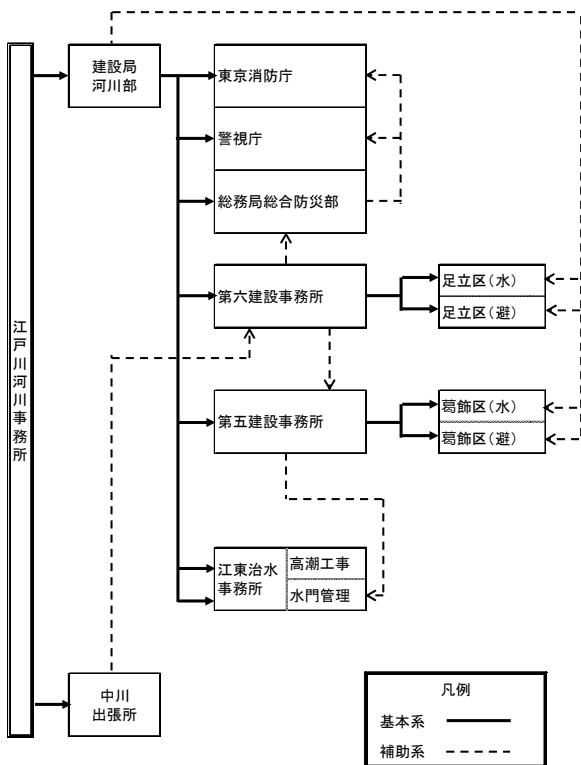 江戸川河川事務所
建設局
河川部
東京消防庁
警視庁
総務局総合防災部
第六建設事務所
足立区（水）
足立区（避）
第五建設事務所
葛飾区（水）
葛飾区（避）
江東治水
事務所
高潮工事
水門管理
中川
出張所
凡例
基本系
補助系